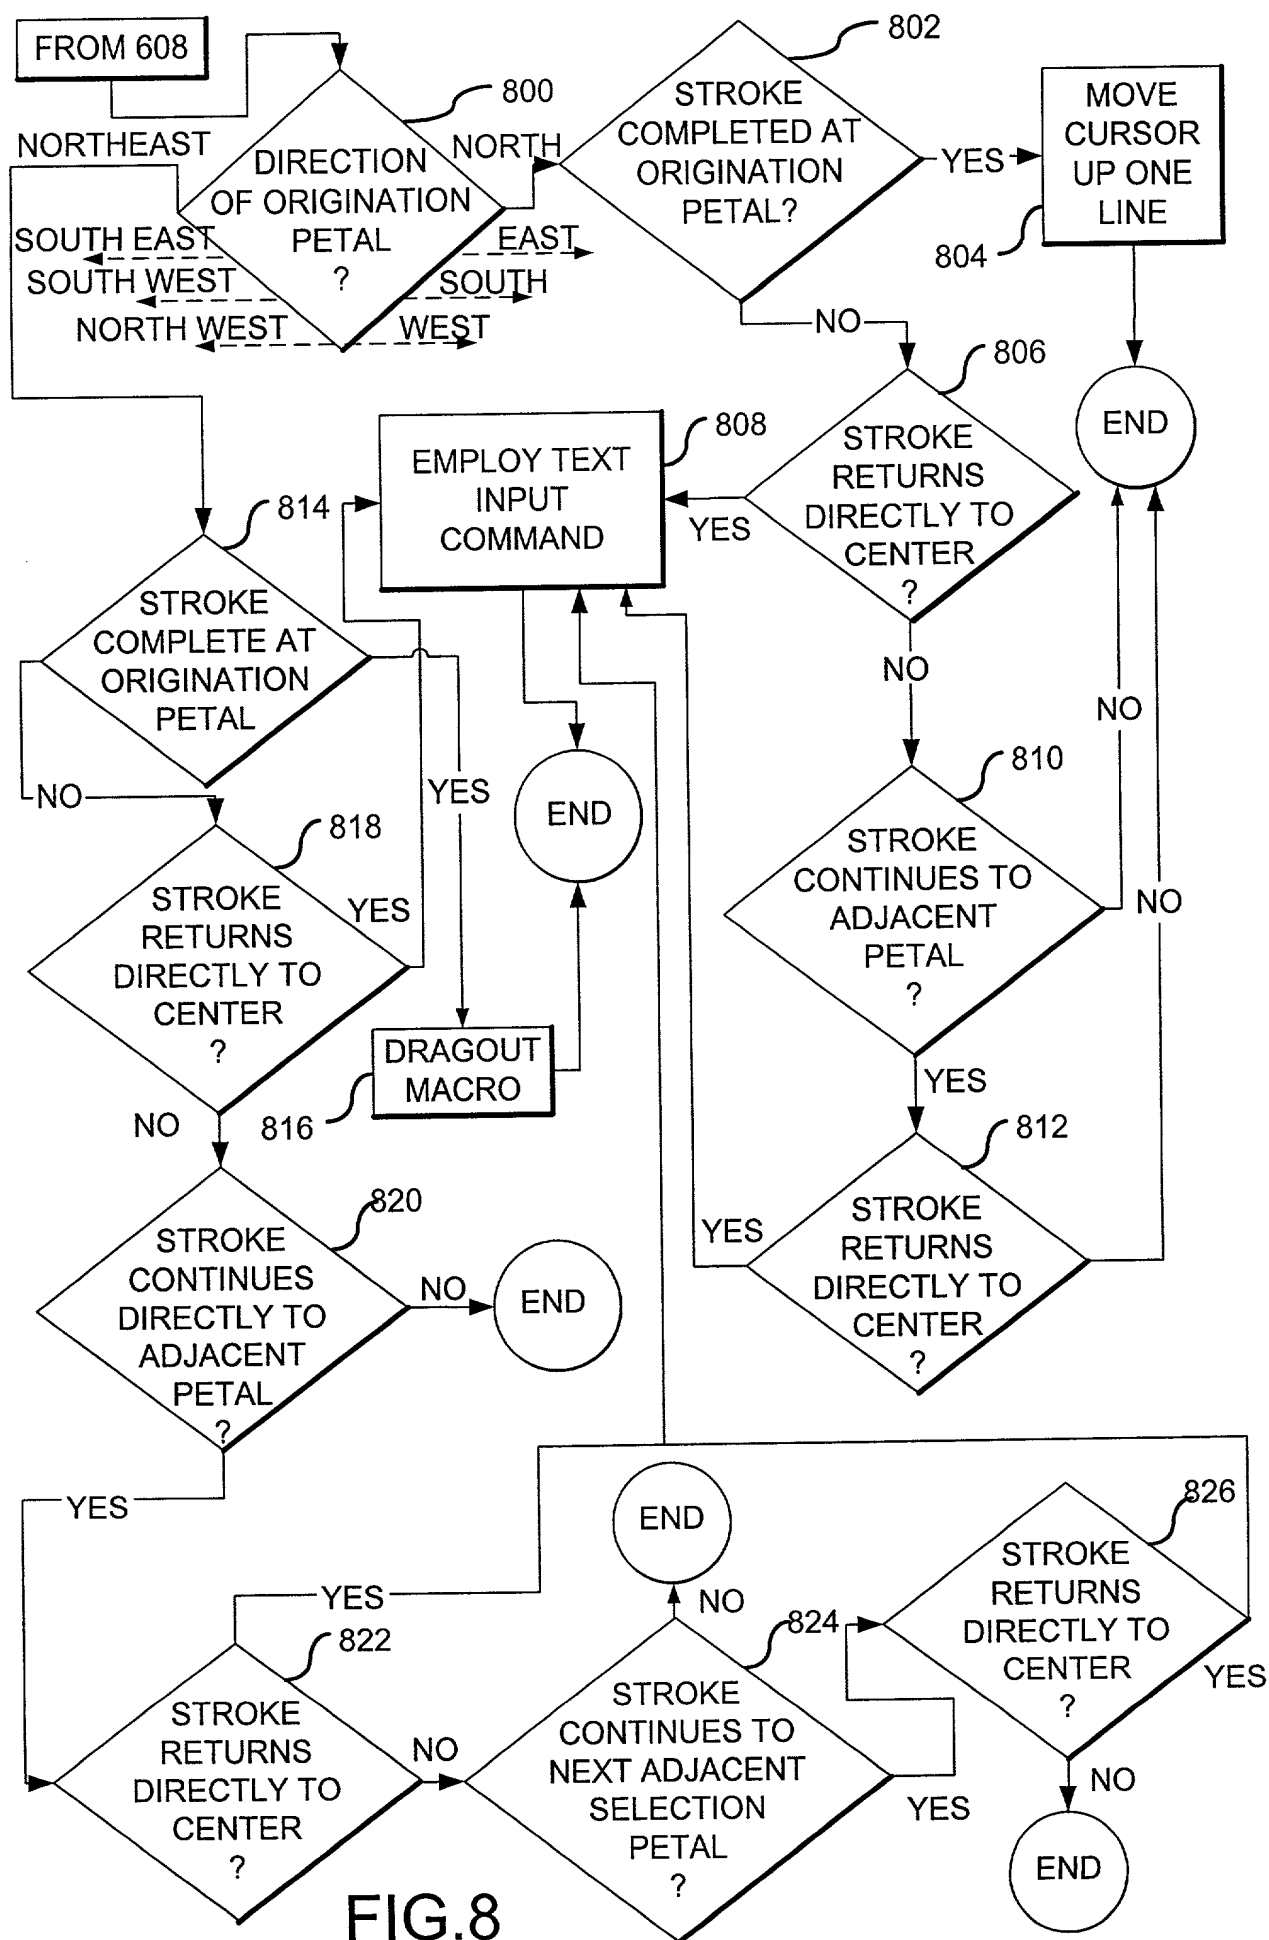 FROM 608
800
NORTHEAST
NORTH
DIRECTION
OF ORIGINATION
PETAL
?
SOUTH EAST
SOUTH WEST
NORTH WEST
EAST
SOUTH
WEST
802
STROKE
COMPLETED AT
ORIGINATION
PETAL?
YES
MOVE
CURSOR
UP ONE
LINE
804
NO
END
806
STROKE
RETURNS
DIRECTLY TO
CENTER
?
YES
808
EMPLOY TEXT
INPUT
COMMAND
NO
814
STROKE
COMPLETE AT
ORIGINATION
PETAL
NO
YES
END
NO
810
STROKE
CONTINUES TO
ADJACENT
PETAL
?
NO
818
STROKE
RETURNS
DIRECTLY TO
CENTER
?
YES
DRAGOUT
MACRO
816
NO
YES
812
STROKE
RETURNS
DIRECTLY TO
CENTER
?
YES
820
STROKE
CONTINUES
DIRECTLY TO
ADJACENT
PETAL
?
NO
END
YES
YES
822
STROKE
RETURNS
DIRECTLY TO
CENTER
?
NO
END
NO
824
STROKE
CONTINUES TO
NEXT ADJACENT
SELECTION
PETAL
?
YES
826
STROKE
RETURNS
DIRECTLY TO
CENTER
?
YES
NO
END
FIG.8